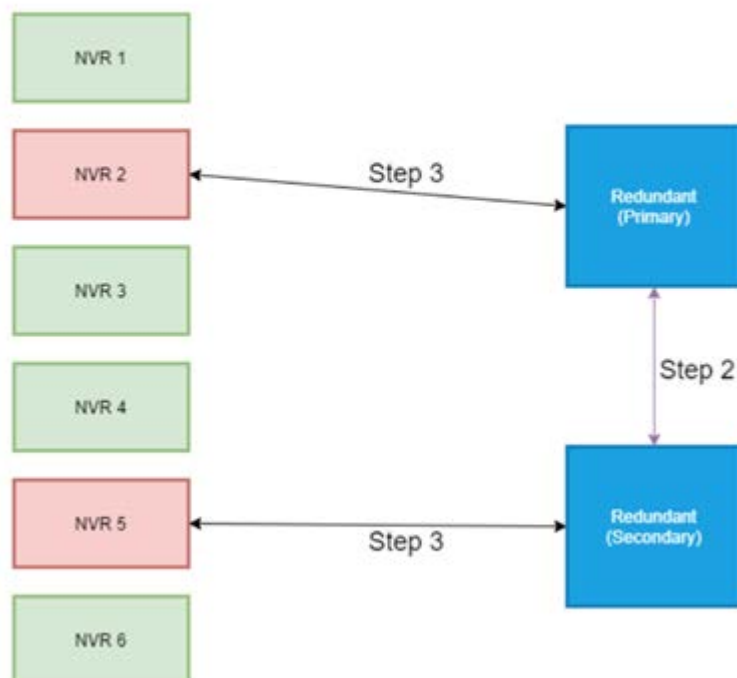 NVR 1
NVR 2
Step 3
Redundant
(Primary)
NVR 3
Step 2
NVR 4
NVR 5
Step 3
Redundant
(Secondary)
NVR 6